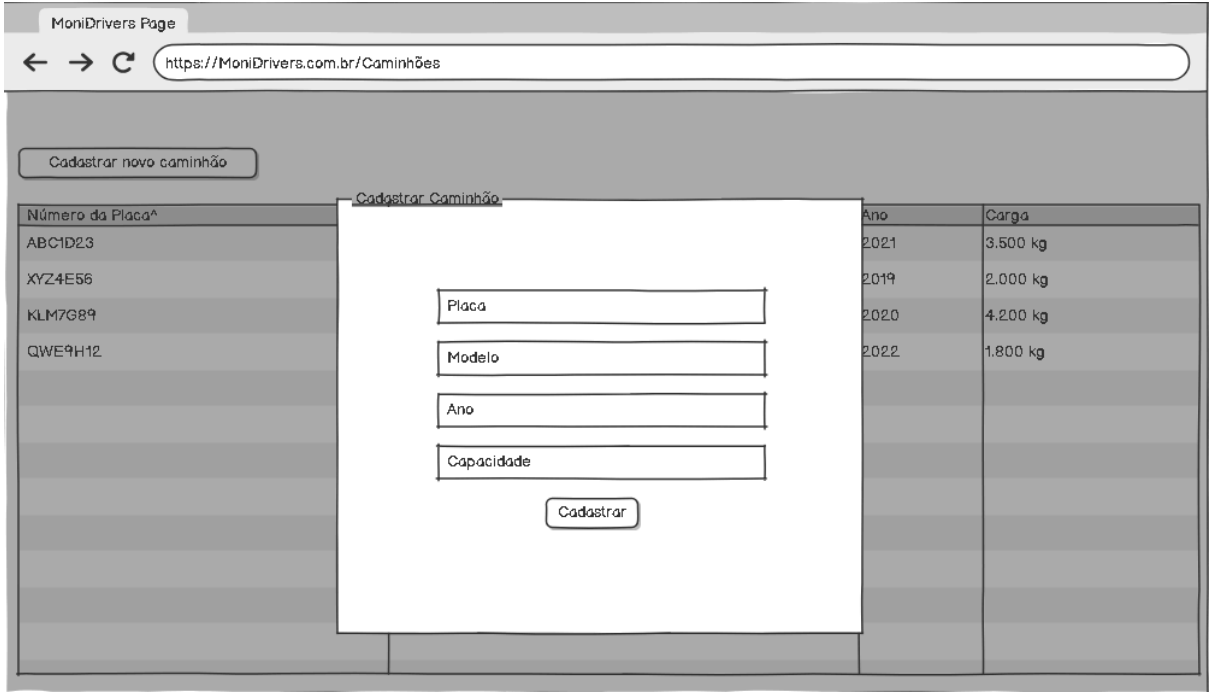 MoniDrivers Page
https://MoniDrivers.com.br/Caminhões
Cadastrar novo caminhão
Cadastrar Caminhão
Número da Placa^ Ano Carga
ABC1D23 2021 3.500 kg
XYZ4E56 2019 2.000 kg
KLM7G89 2020 4.200 kg
QWE9H12 2022 1.800 kg
Placa
Modelo
Ano
Capacidade
Cadastrar